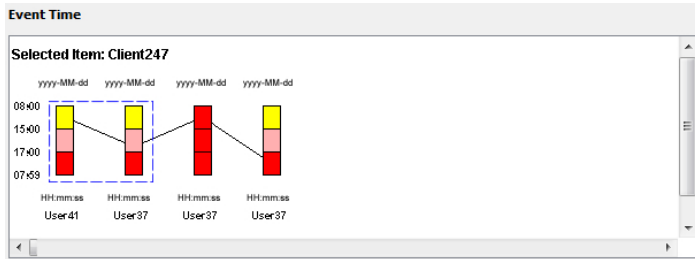 Event Time
Selected Item: Client247
yyyy-MM-dd yyyy-MM-dd yyyy-MM-dd yyyy-MM-dd
08:00
15:00
17:00
07:59
HH:mm:ss HH:mm:ss HH:mm:ss HH:mm:ss
User41 User37 User37 User37